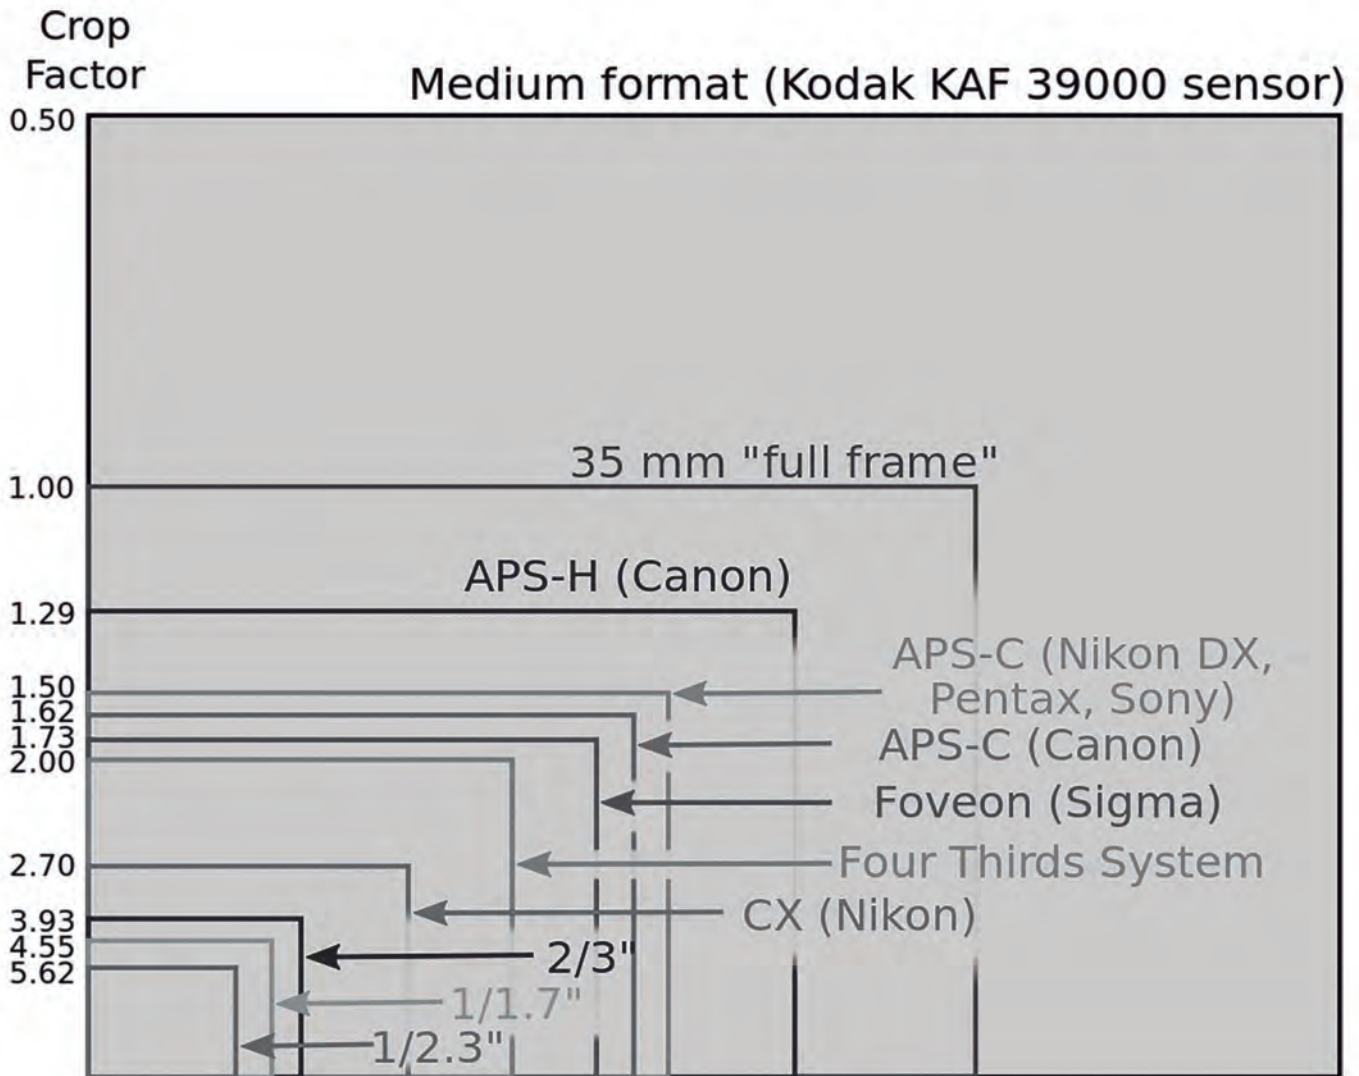 Crop
Factor
Medium format (Kodak KAF 39000 sensor)
0.50
35 mm "full frame"
1.00
APS-H (Canon)
1.29
APS-C (Nikon DX,
Pentax, Sony)
1.50
1.62
APS-C (Canon)
1.73
2.00
Foveon (Sigma)
Four Thirds System
2.70
CX (Nikon)
3.93
4.55
2/3"
5.62
1/1.7"
1/2.3"